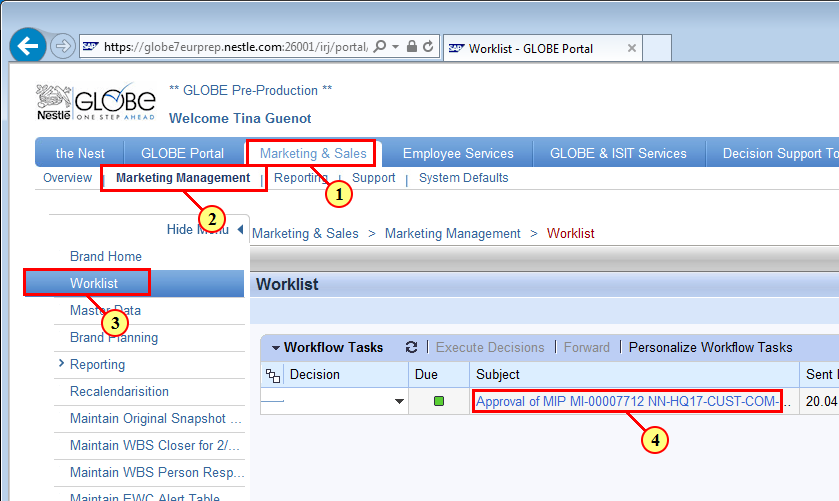 https://globe7eurprep.nestle.com:26001/irj/portal/
Worklist - GLOBE Portal
Nestlé GLOBE
ONE STEP AHEAD
** GLOBE Pre-Production **
Welcome Tina Guenot
the Nest GLOBE Portal Marketing & Sales Employee Services GLOBE & ISIT Services Decision Support To
1
Overview Marketing Management Reporting Support System Defaults
2
Hide Menu
Marketing & Sales > Marketing Management > Worklist
Brand Home
Worklist
3
Master Data
Brand Planning
Reporting
Recalendarisition
Maintain Original Snapshot ...
Maintain WBS Closer for 2/...
Maintain WBS Person Resp...
Maintain EWC Alert Table
Worklist
Workflow Tasks Execute Decisions Forward Personalize Workflow Tasks
Decision Due Subject Sent
Approval of MIP MI-00007712 NN-HQ17-CUST-COM-... 20.04
4